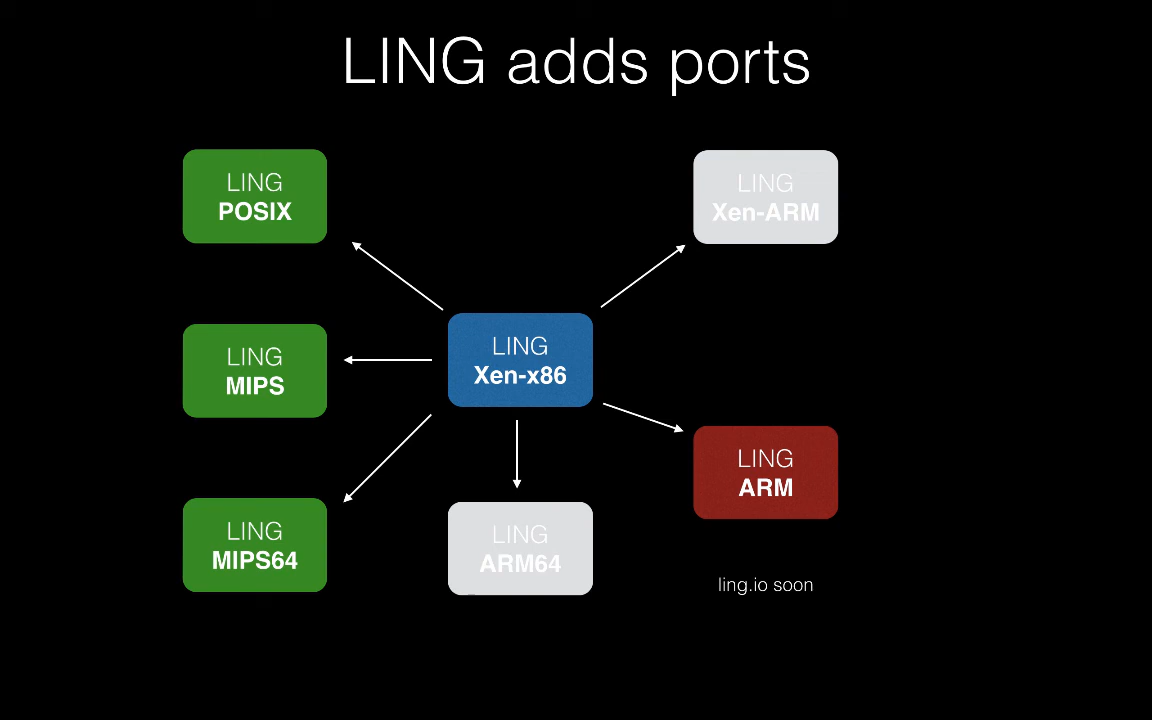 LING adds ports
LING
POSIX
LING
Xen-ARM
LING
MIPS
LING
Xen-x86
LING
ARM
LING
MIPS64
LING
ARM64
ling.io soon